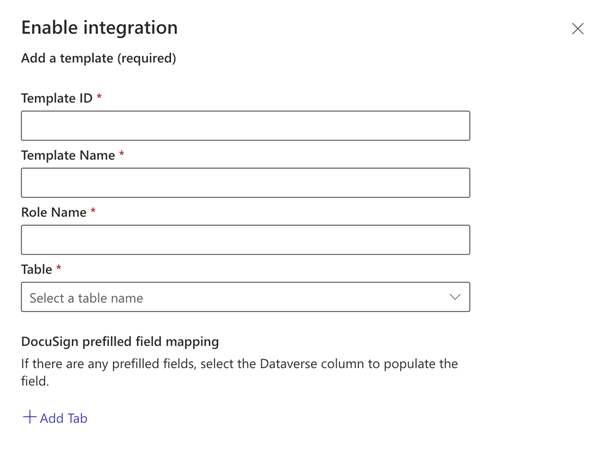 Enable integration
Add a template (required)
Template ID *
Template Name *
Role Name *
Table *
Select a table name
DocuSign prefilled field mapping
If there are any prefilled fields, select the Dataverse column to populate the
field.
Add Tab